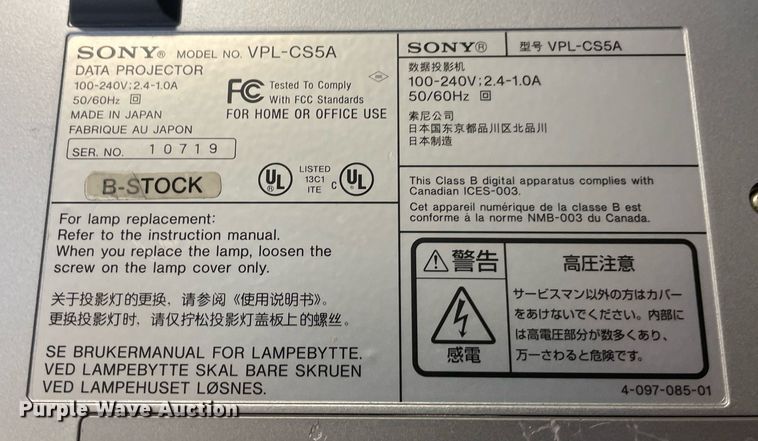 SONY® MODEL NO. VPL-CS5A
DATA PROJECTOR
100-240V; 2.4-1.0A
50/60Hz
MADE IN JAPAN
FABRIQUE AU JAPON
SER. NO. 10719
FC Tested To Comply
With FCC Standards
FOR HOME OR OFFICE USE
B-STOCK
UL ®
LISTED
13C1
ITE
C UL ®
For lamp replacement:
Refer to the instruction manual.
When you replace the lamp, loosen the
screw on the lamp cover only.
关于投影灯的更换，请参阅《使用说明书》。
更换投影灯时，请仅拧松投影灯盖板上的螺丝。
SE BRUKERMANUAL FOR LAMPEBYTTE.
VED LAMPEBYTTE SKAL BARE SKRUEN
VED LAMPEHUSET LØSNES.
SONY® 型号 VPL-CS5A
数据投影机
100-240V; 2.4-1.0A
50/60Hz
索尼公司
日本国东京都品川区北品川
日本制造
This Class B digital apparatus complies with
Canadian ICES-003.
Cet appareil numérique de la classe B est
conforme à la norme NMB-003 du Canada.
警告
感電
高圧注意
サービスマン以外の方はカバー
をあけないでください。内部に
は高電圧部分が数多くあり、
万一さわると危険です。
4-097-085-01
Purple Wave Auction